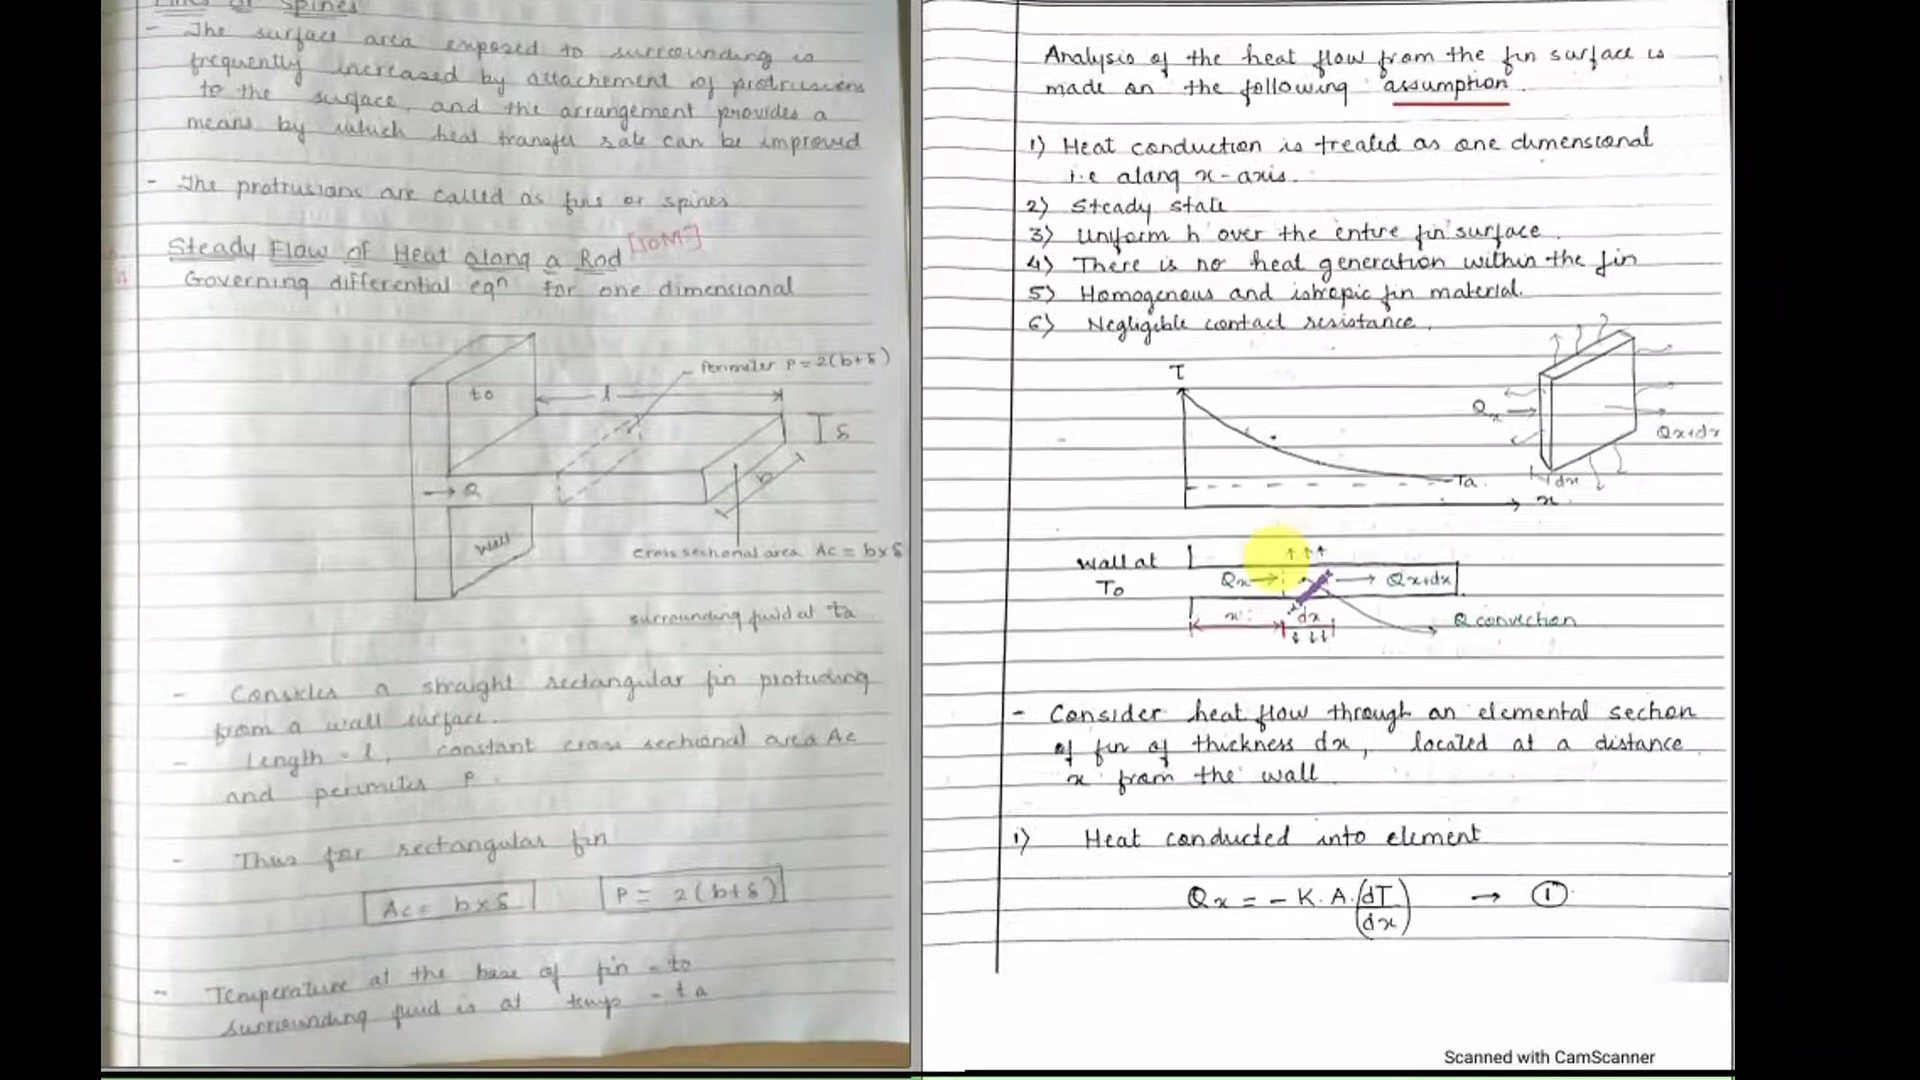 Fins or Spines
- The surface area exposed to surrounding is
frequently increased by attachement of protrusions
to the surface, and the arrangement provides a
means by which heat transfer rate can be improved
- The protrusions are called as fins or spines
Steady Flow of Heat along a Rod [10M]
Governing differential eqn for one dimensional
Perimeter P = 2(b+δ)
to
l
δ
b
→ Q
wall
cross sectional area Ac = b×δ
surrounding fluid at ta
- Consider a straight rectangular fin protuding
from a wall surface.
- Length = l, constant cross sectional area Ac
and perimeter P.
- Thus for rectangular fin
Ac = b×δ P = 2(b+δ)
- Temperature at the base of fin - to
surrounding fluid is at temp - ta
Analysis of the heat flow from the fin surface is
made on the following assumption.
1) Heat conduction is treated as one dimensional
i.e along x-axis.
2) Steady state
3) Uniform h over the entire fin surface.
4) There is no heat generation within the fin
5) Homogenous and isotropic fin material.
6) Negligible contact resistance.
T
Qx
Qx+dx
dx
Ta
x
Wall at
To
Qx → → Qx+dx
x dx
Q convection
- Consider heat flow through an elemental section
of fin of thickness dx, located at a distance
x from the wall
1) Heat conducted into element
Qx = - K. A. (dT/dx) → ①
Scanned with CamScanner